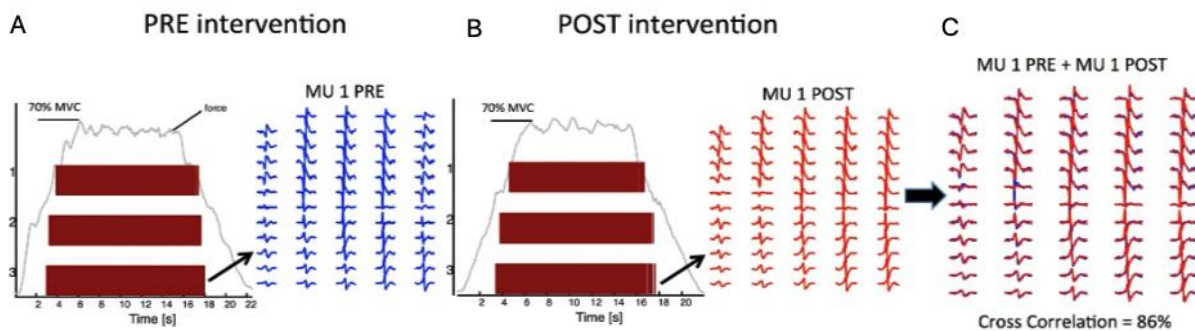 A
PRE intervention
B
POST intervention
C
MU 1 PRE
70% MVC
force
1
2
3
2 4 6 8 10 12 14 16 18 20 22
Time [s]
MU 1 POST
70% MVC
1
2
3
2 4 6 8 10 12 14 16 18 20
Time [s]
MU 1 PRE + MU 1 POST
Cross Correlation = 86%